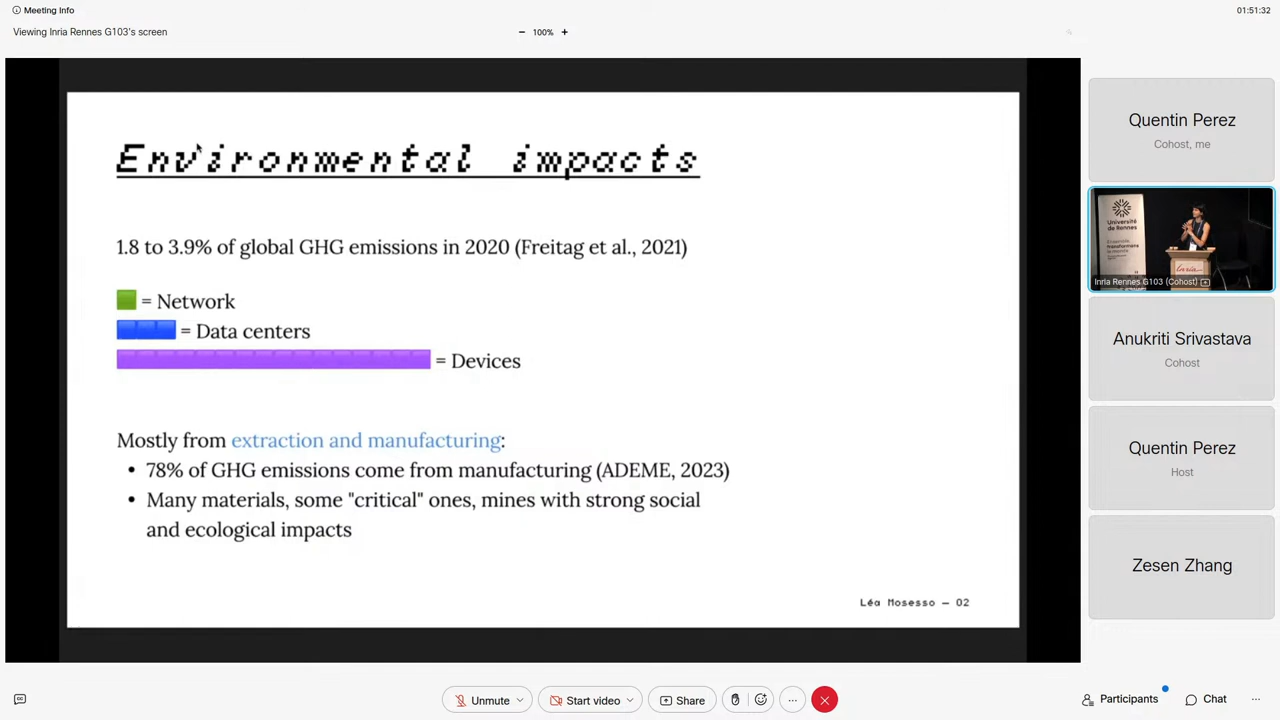 Meeting Info
01:51:32
Viewing Inria Rennes G103's screen
100%
Environmental impacts
1.8 to 3.9% of global GHG emissions in 2020 (Freitag et al., 2021)
= Network
= Data centers
= Devices
Mostly from extraction and manufacturing:
• 78% of GHG emissions come from manufacturing (ADEME, 2023)
• Many materials, some "critical" ones, mines with strong social
and ecological impacts
Léa Mosesso — 02
Quentin Perez
Cohost, me
Université
de Rennes
Inria
Inria Rennes G103 (Cohost)
Anukriti Srivastava
Cohost
Quentin Perez
Host
Zesen Zhang
Unmute
Start video
Share
Participants
Chat